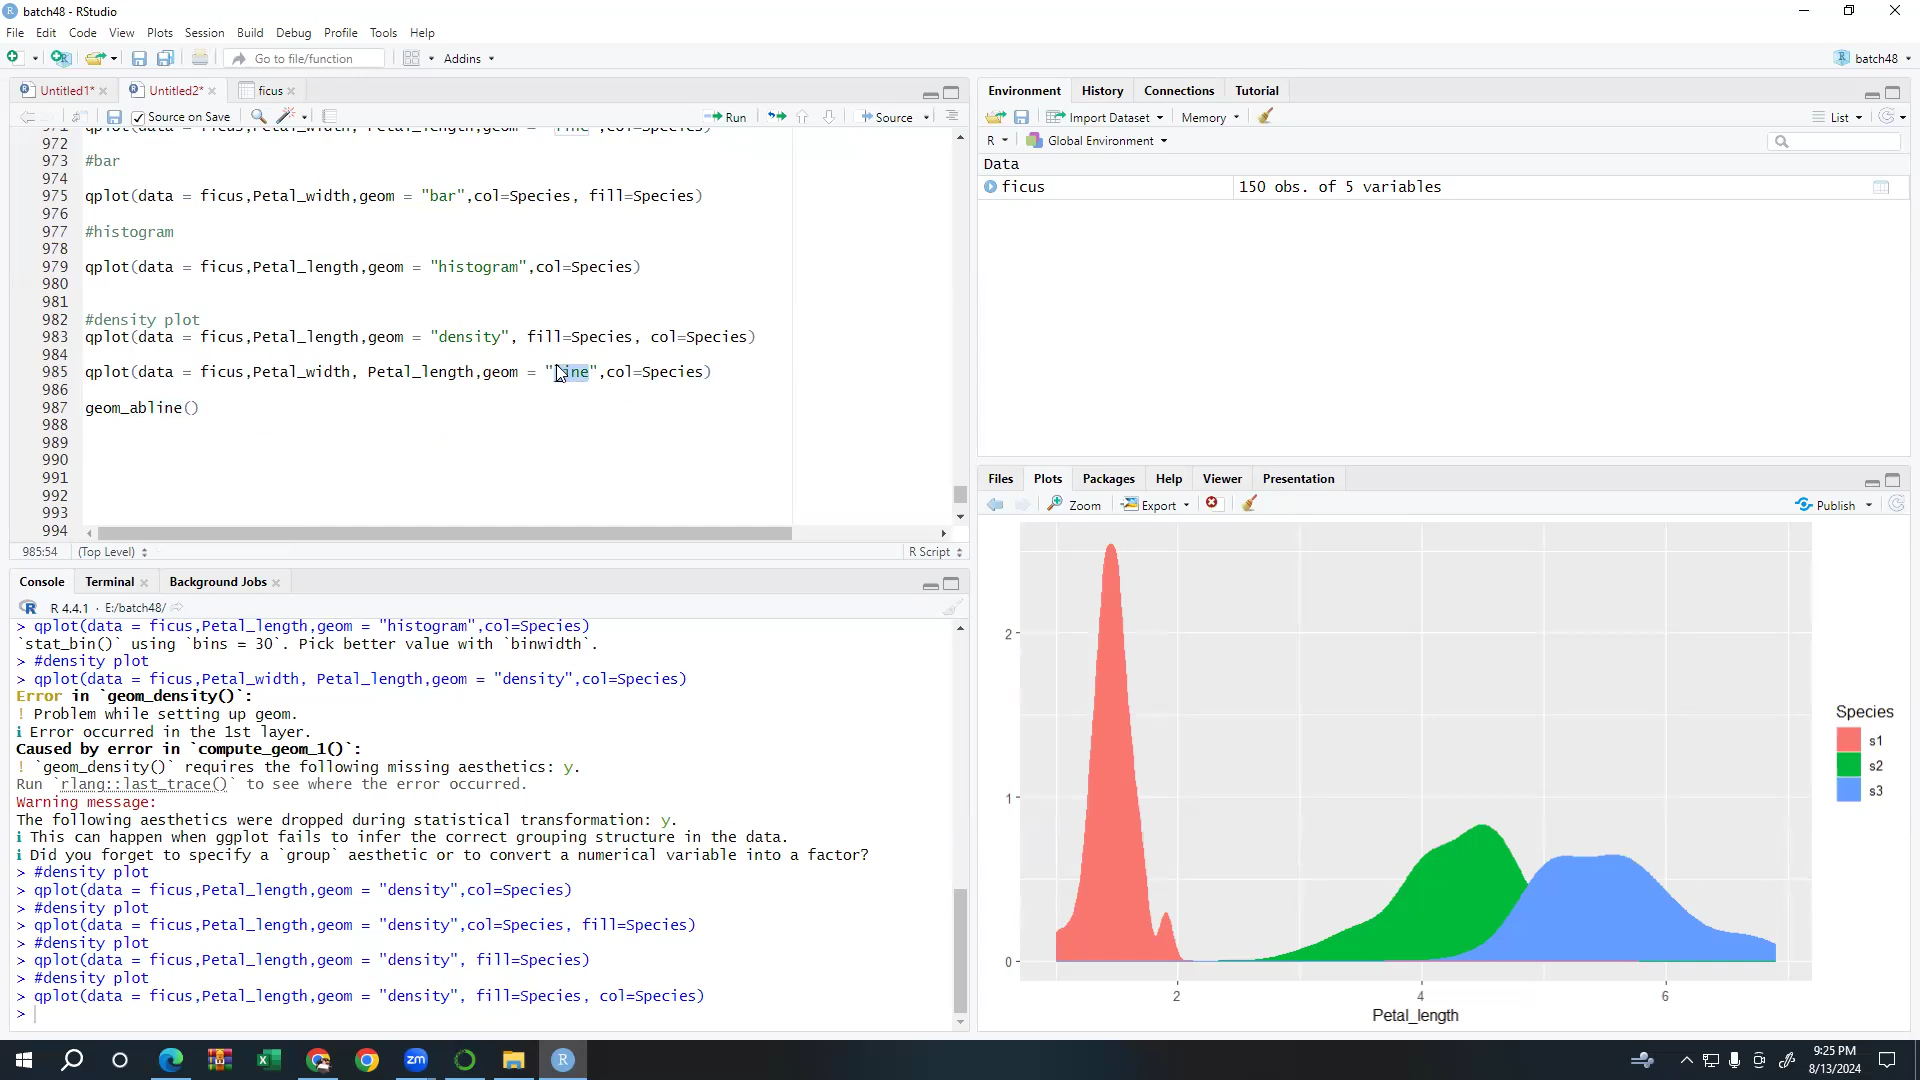 batch48 - RStudio
File Edit Code View Plots Session Build Debug Profile Tools Help
Go to file/function Addins batch48
Untitled1* Untitled2* ficus
Source on Save Run Source
971 qplot(data = ficus,Petal_width, Petal_length,geom = "line",col=Species)
972
973 #bar
974
975 qplot(data = ficus,Petal_width,geom = "bar",col=Species, fill=Species)
976
977 #histogram
978
979 qplot(data = ficus,Petal_length,geom = "histogram",col=Species)
980
981
982 #density plot
983 qplot(data = ficus,Petal_length,geom = "density", fill=Species, col=Species)
984
985 qplot(data = ficus,Petal_width, Petal_length,geom = "line",col=Species)
986
987 geom_abline()
988
989
990
991
992
993
994
985:54 (Top Level) R Script
Console Terminal Background Jobs
R 4.4.1 · E:/batch48/
> qplot(data = ficus,Petal_length,geom = "histogram",col=Species)
`stat_bin()` using `bins = 30`. Pick better value with `binwidth`.
> #density plot
> qplot(data = ficus,Petal_width, Petal_length,geom = "density",col=Species)
Error in `geom_density()`:
! Problem while setting up geom.
ℹ Error occurred in the 1st layer.
Caused by error in `compute_geom_1()`:
! `geom_density()` requires the following missing aesthetics: y.
Run `rlang::last_trace()` to see where the error occurred.
Warning message:
The following aesthetics were dropped during statistical transformation: y.
ℹ This can happen when ggplot fails to infer the correct grouping structure in the data.
ℹ Did you forget to specify a `group` aesthetic or to convert a numerical variable into a factor?
> #density plot
> qplot(data = ficus,Petal_length,geom = "density",col=Species)
> #density plot
> qplot(data = ficus,Petal_length,geom = "density",col=Species, fill=Species)
> #density plot
> qplot(data = ficus,Petal_length,geom = "density", fill=Species)
> #density plot
> qplot(data = ficus,Petal_length,geom = "density", fill=Species, col=Species)
>
Environment History Connections Tutorial
Import Dataset Memory List
R Global Environment
Data
ficus 150 obs. of 5 variables
Files Plots Packages Help Viewer Presentation
Zoom Export Publish
2
1
0
2 4 6
Petal_length
Species
s1
s2
s3
zm
R
9:25 PM
8/13/2024